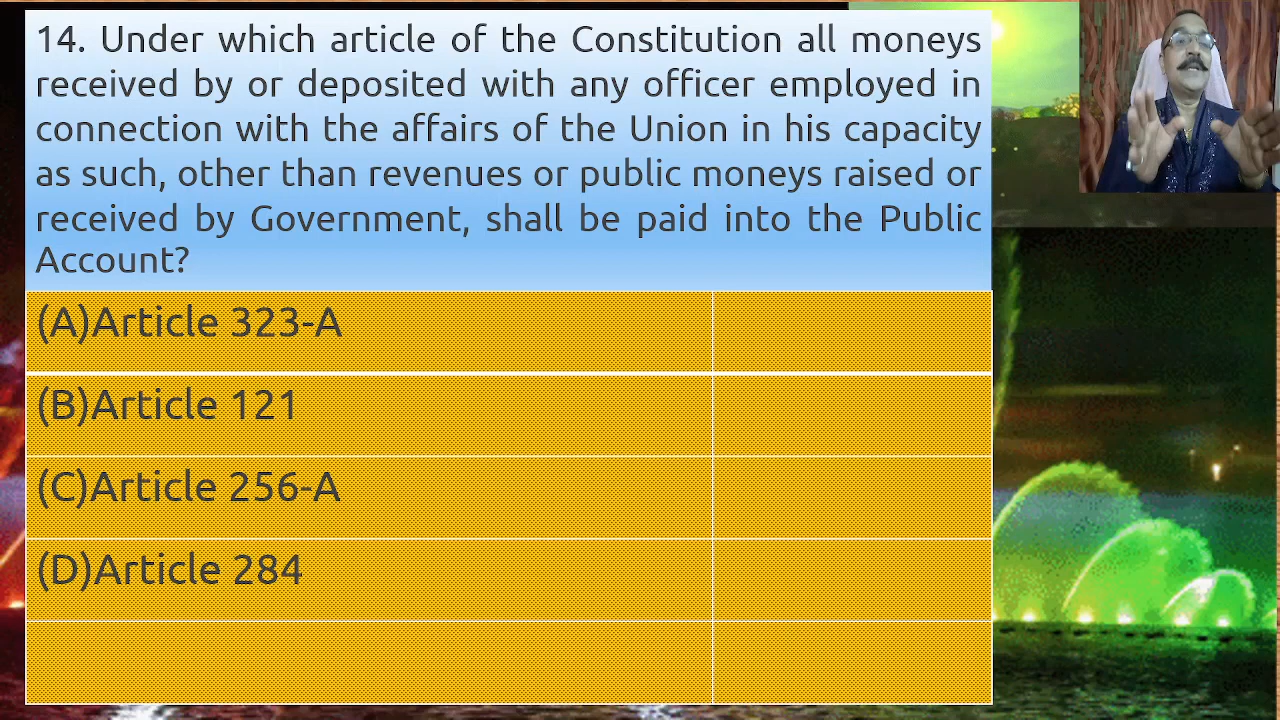 14. Under which article of the Constitution all moneys
received by or deposited with any officer employed in
connection with the affairs of the Union in his capacity
as such, other than revenues or public moneys raised or
received by Government, shall be paid into the Public
Account?
(A)Article 323-A
(B)Article 121
(C)Article 256-A
(D)Article 284